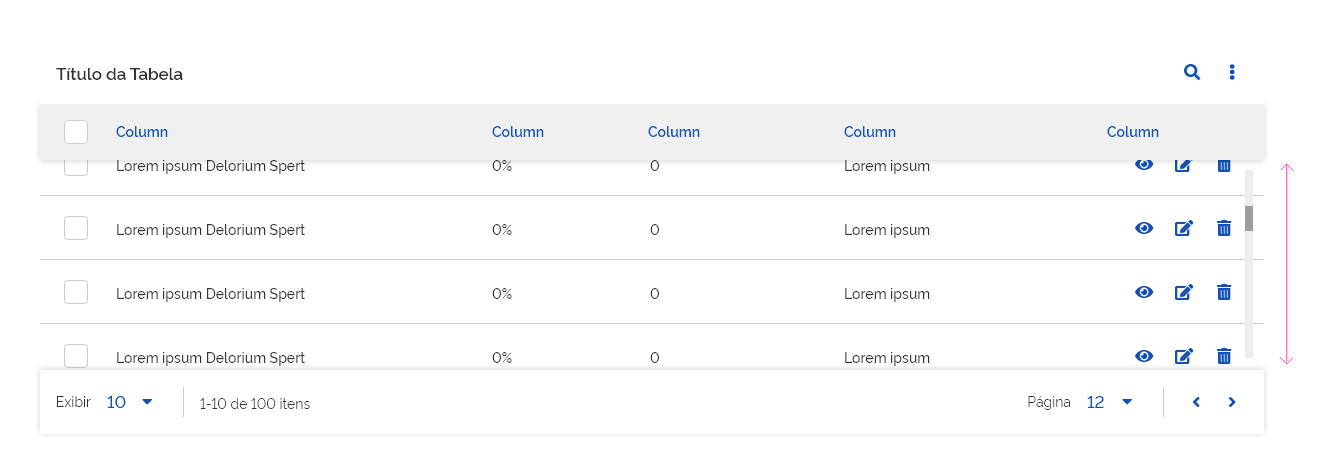 Título da Tabela
Column Column Column Column Column
Lorem ipsum Delorium Spert 0% 0 Lorem ipsum
Lorem ipsum Delorium Spert 0% 0 Lorem ipsum
Lorem ipsum Delorium Spert 0% 0 Lorem ipsum
Lorem ipsum Delorium Spert 0% 0 Lorem ipsum
Exibir 10 1-10 de 100 itens Página 12